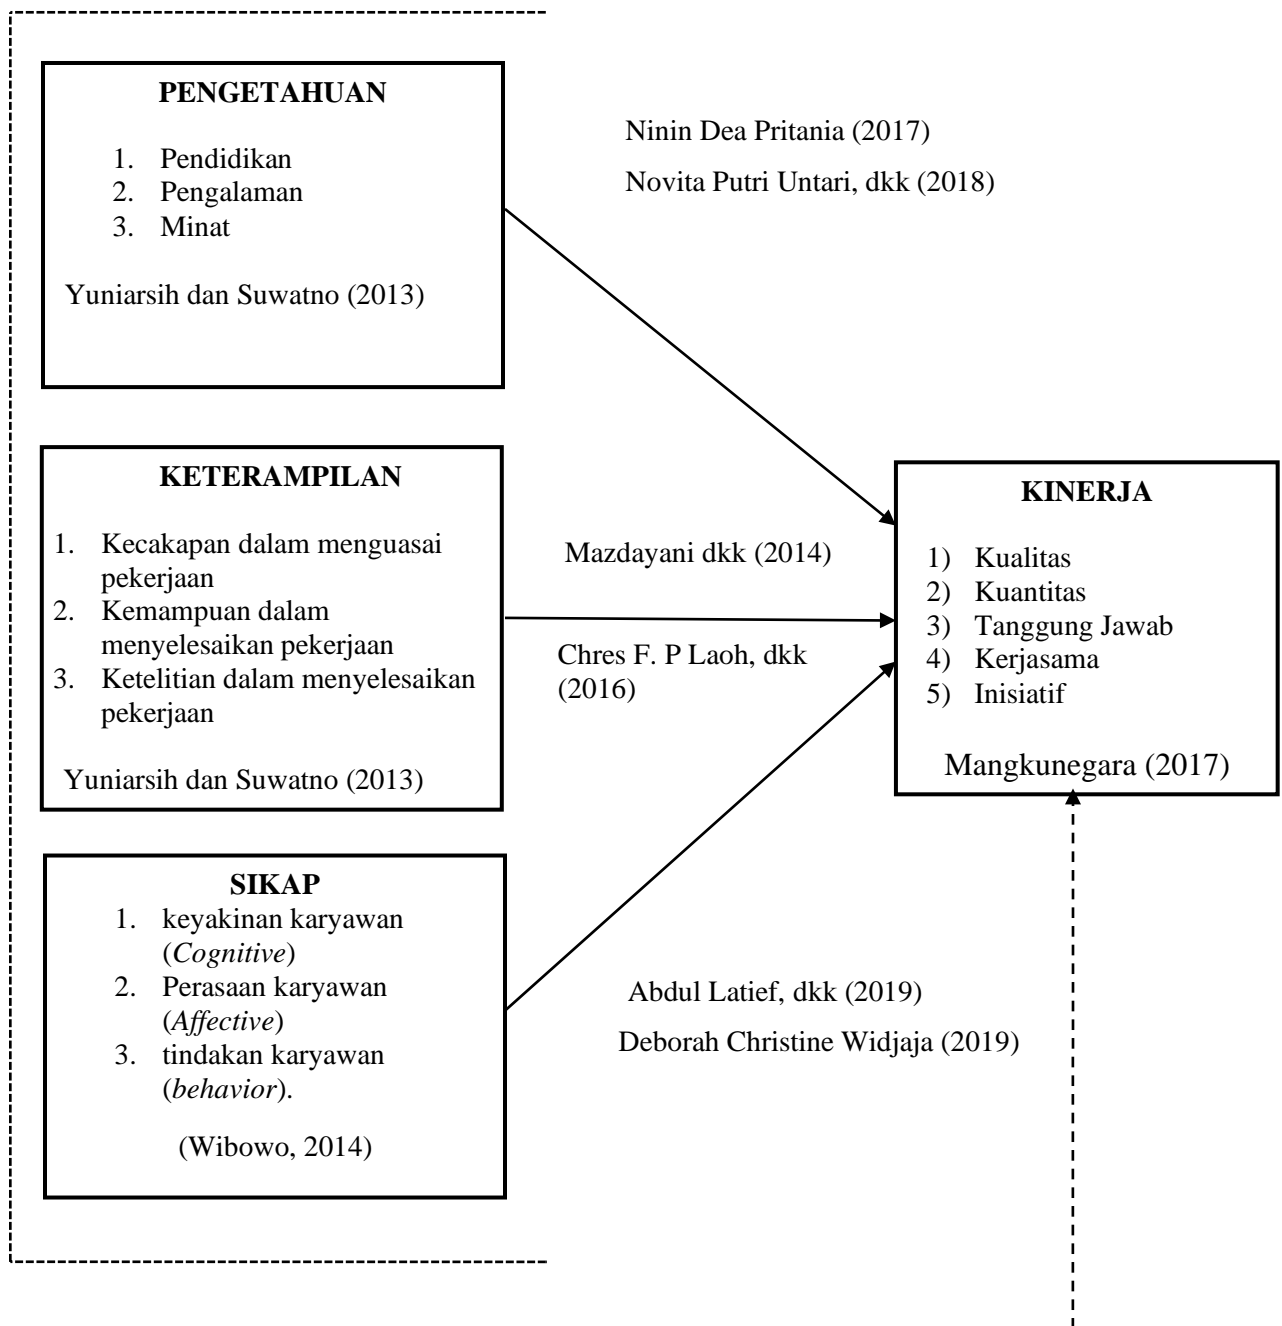 PENGETAHUAN
1. Pendidikan
2. Pengalaman
3. Minat
Yuniarsih dan Suwatno (2013)
Ninin Dea Pritania (2017)
Novita Putri Untari, dkk (2018)
KETERAMPILAN
1. Kecakapan dalam menguasai
pekerjaan
2. Kemampuan dalam
menyelesaikan pekerjaan
3. Ketelitian dalam menyelesaikan
pekerjaan
Yuniarsih dan Suwatno (2013)
Mazdayani dkk (2014)
Chres F. P Laoh, dkk
(2016)
KINERJA
1) Kualitas
2) Kuantitas
3) Tanggung Jawab
4) Kerjasama
5) Inisiatif
Mangkunegara (2017)
SIKAP
1. keyakinan karyawan
(Cognitive)
2. Perasaan karyawan
(Affective)
3. tindakan karyawan
(behavior).
(Wibowo, 2014)
Abdul Latief, dkk (2019)
Deborah Christine Widjaja (2019)